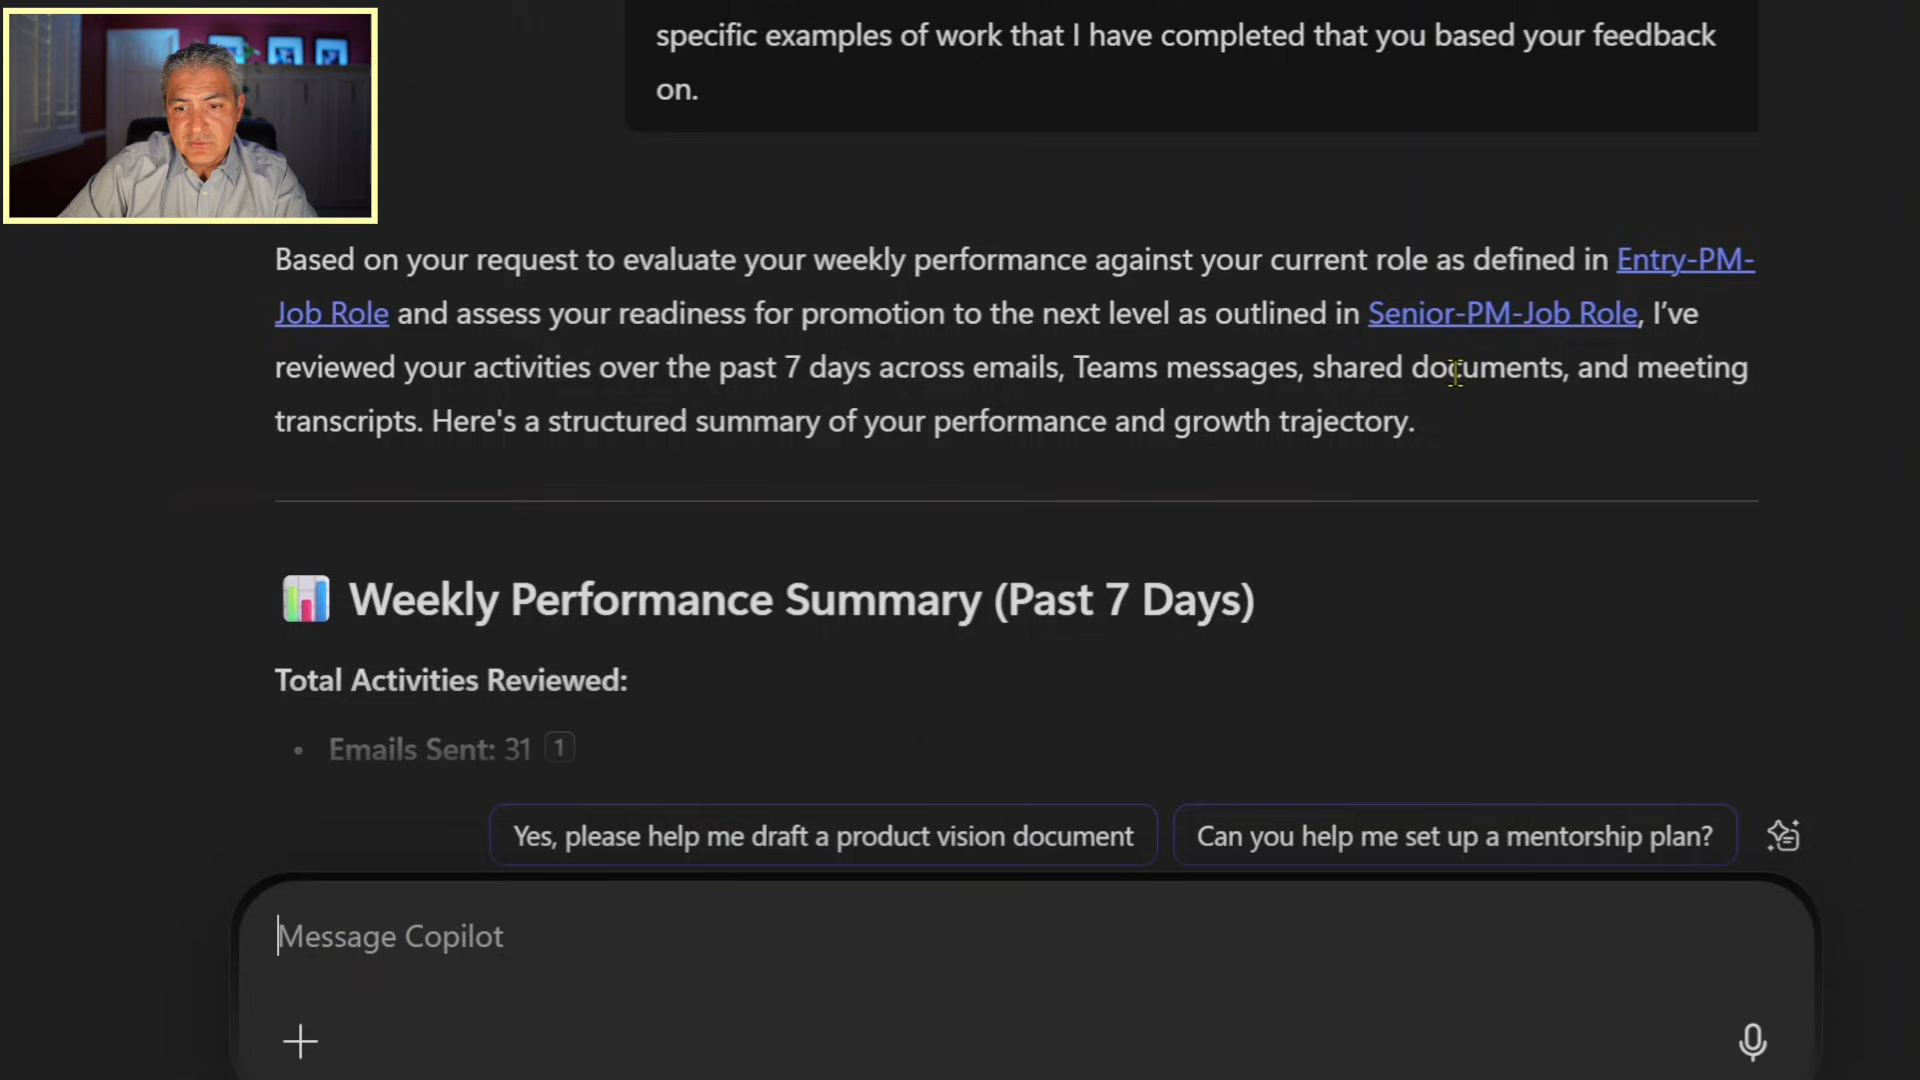 specific examples of work that I have completed that you based your feedback
on.
Based on your request to evaluate your weekly performance against your current role as defined in Entry-PM-
Job Role and assess your readiness for promotion to the next level as outlined in Senior-PM-Job Role, I’ve
reviewed your activities over the past 7 days across emails, Teams messages, shared documents, and meeting
transcripts. Here's a structured summary of your performance and growth trajectory.
Weekly Performance Summary (Past 7 Days)
Total Activities Reviewed:
• Emails Sent: 31 1
Yes, please help me draft a product vision document
Can you help me set up a mentorship plan?
Message Copilot